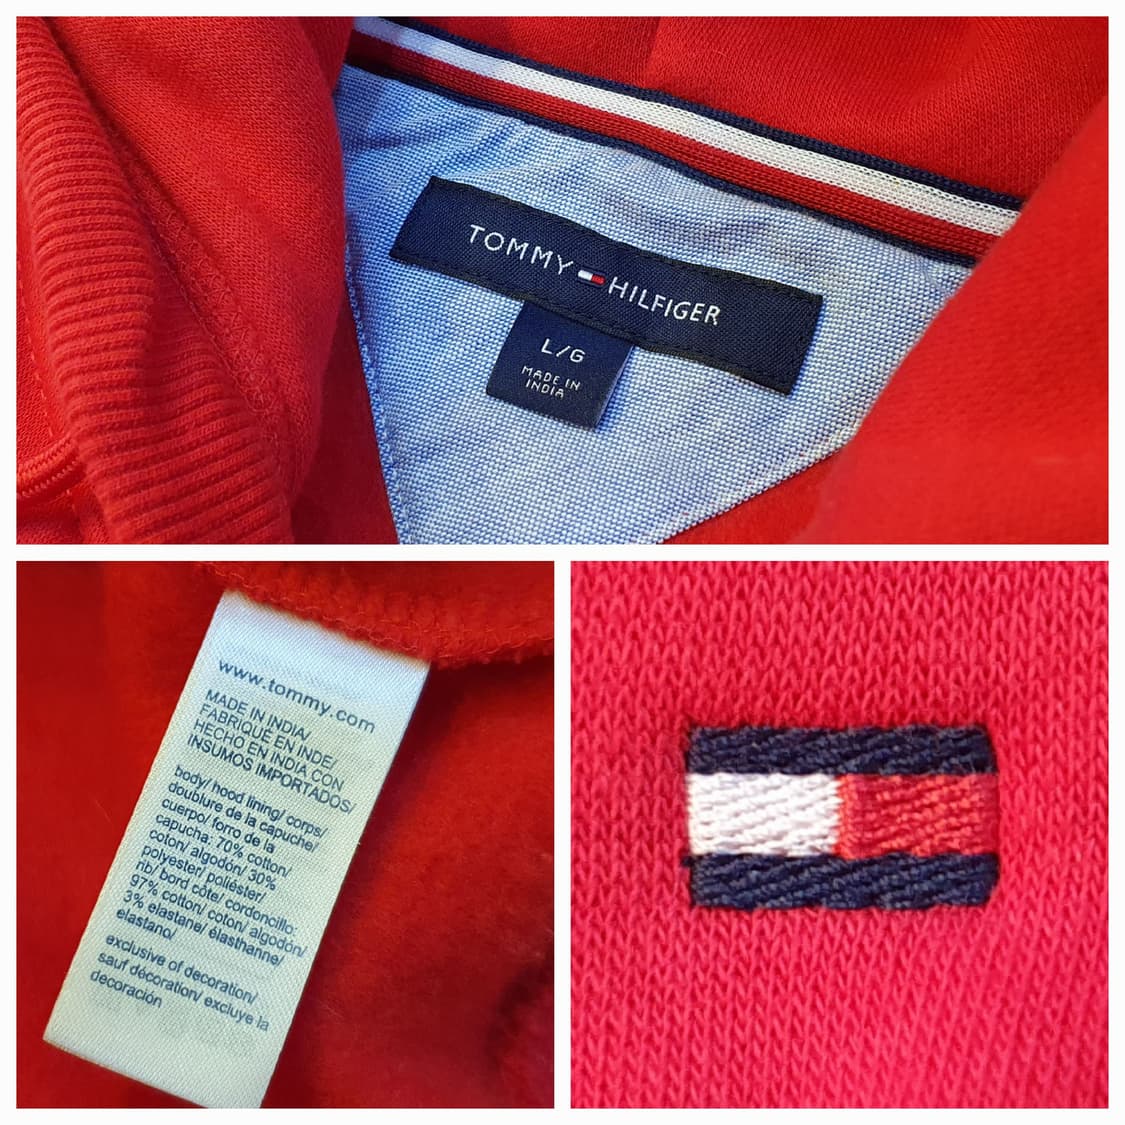 TOMMY HILFIGER
L/G
MADE IN
INDIA
www.tommy.com
MADE IN INDIA/
FABRIQUÉ EN INDE/
HECHO EN INDIA CON
INSUMOS IMPORTADOS/
body/ hood lining/ corps/
doublure de la capuche/
cuerpo/ forro de la
capucha: 70% cotton/
coton/ algodón/ 30%
polyester/ poliéster/
rib/ bord côte/ cordoncillo:
97% cotton/ coton/ algodón/
3% elastane/ élasthanne/
elastano/
exclusive of decoration/
sauf décoration/ excluye la
decoración